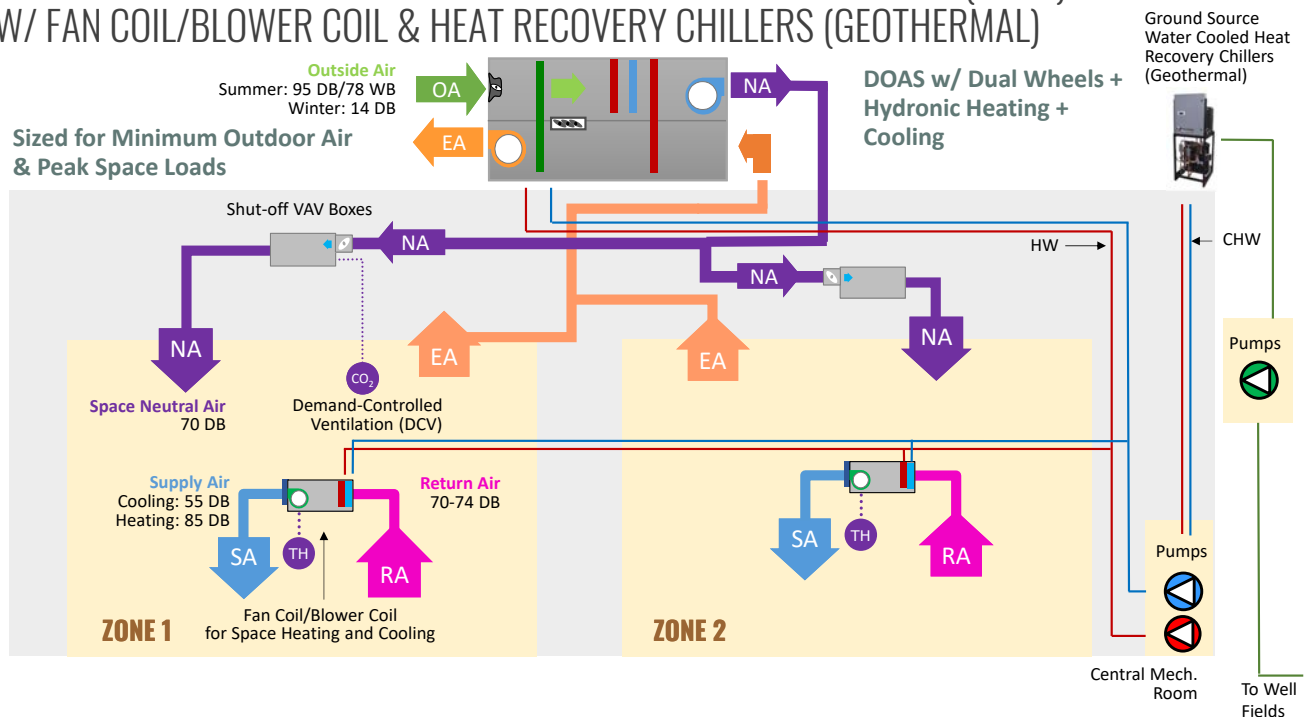 W/ FAN COIL/BLOWER COIL & HEAT RECOVERY CHILLERS (GEOTHERMAL)
Ground Source
Water Cooled Heat
Recovery Chillers
(Geothermal)
Outside Air
Summer: 95 DB/78 WB
Winter: 14 DB
OA
EA
NA
DOAS w/ Dual Wheels +
Hydronic Heating +
Cooling
Sized for Minimum Outdoor Air
& Peak Space Loads
Shut-off VAV Boxes
NA
NA
HW
CHW
NA
EA
EA
NA
CO₂
Pumps
Space Neutral Air
70 DB
Demand-Controlled
Ventilation (DCV)
Supply Air
Cooling: 55 DB
Heating: 85 DB
Return Air
70-74 DB
SA
TH
RA
SA
TH
RA
Pumps
Fan Coil/Blower Coil
for Space Heating and Cooling
ZONE 1
ZONE 2
Central Mech.
Room
To Well
Fields